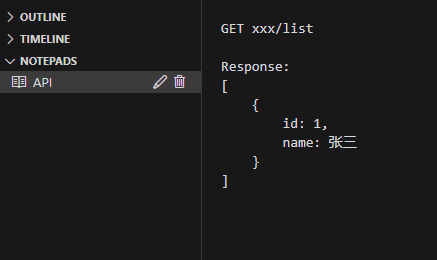 OUTLINE
TIMELINE
NOTEPADS
API
GET xxx/list
Response:
[
    {
        id: 1,
        name: 张三
    }
]